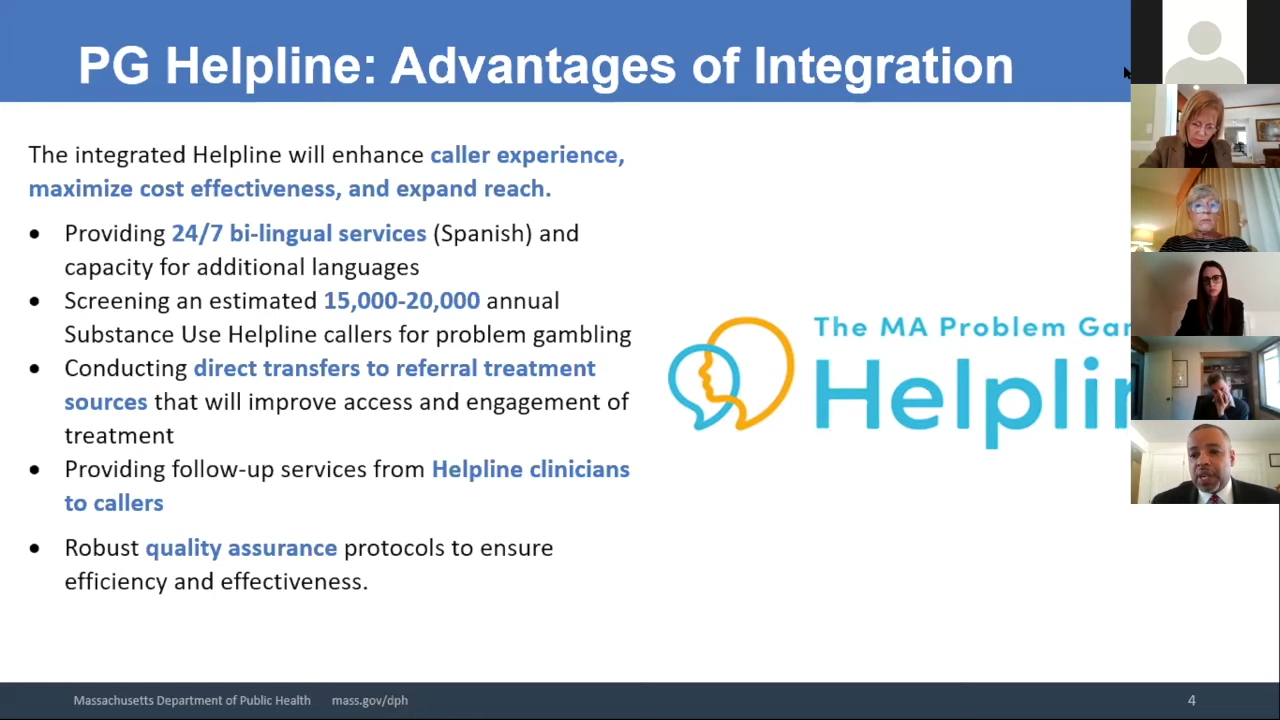 PG Helpline: Advantages of Integration
The integrated Helpline will enhance caller experience,
maximize cost effectiveness, and expand reach.
• Providing 24/7 bi-lingual services (Spanish) and
capacity for additional languages
• Screening an estimated 15,000-20,000 annual
Substance Use Helpline callers for problem gambling
• Conducting direct transfers to referral treatment
sources that will improve access and engagement of
treatment
• Providing follow-up services from Helpline clinicians
to callers
• Robust quality assurance protocols to ensure
efficiency and effectiveness.
The MA Problem
Massachusetts Department of Public Health mass.gov/dph
4